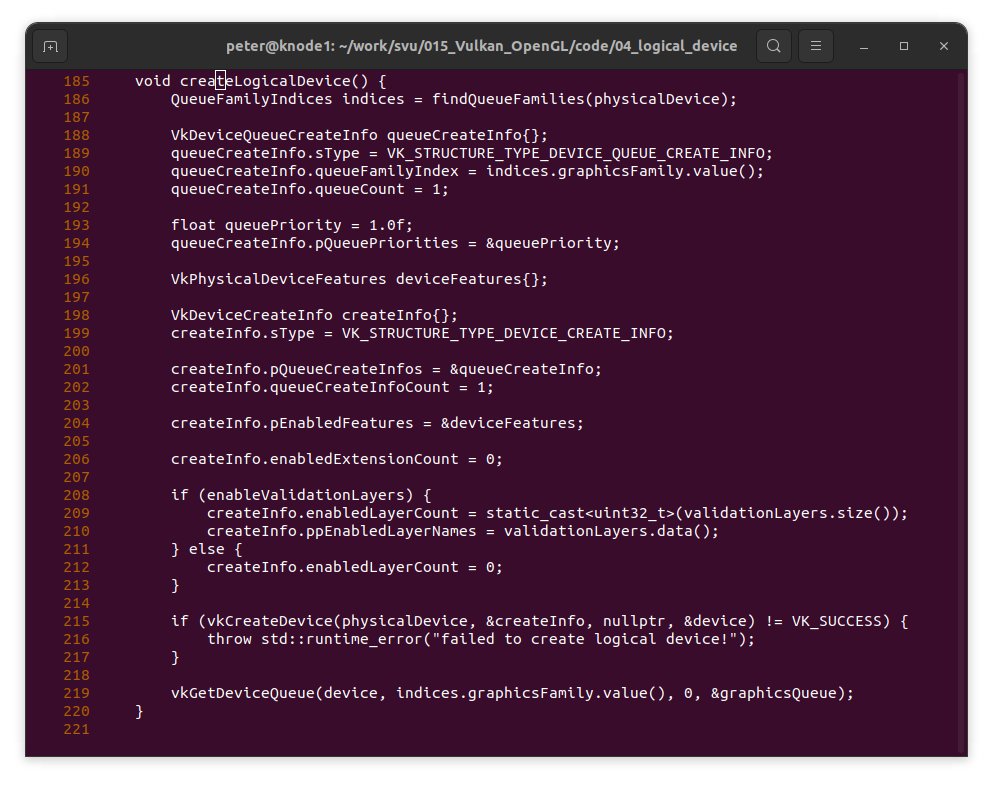 peter@knode1: ~/work/svu/015_Vulkan_OpenGL/code/04_logical_device
185     void createLogicalDevice() {
186         QueueFamilyIndices indices = findQueueFamilies(physicalDevice);
187
188         VkDeviceQueueCreateInfo queueCreateInfo{};
189         queueCreateInfo.sType = VK_STRUCTURE_TYPE_DEVICE_QUEUE_CREATE_INFO;
190         queueCreateInfo.queueFamilyIndex = indices.graphicsFamily.value();
191         queueCreateInfo.queueCount = 1;
192
193         float queuePriority = 1.0f;
194         queueCreateInfo.pQueuePriorities = &queuePriority;
195
196         VkPhysicalDeviceFeatures deviceFeatures{};
197
198         VkDeviceCreateInfo createInfo{};
199         createInfo.sType = VK_STRUCTURE_TYPE_DEVICE_CREATE_INFO;
200
201         createInfo.pQueueCreateInfos = &queueCreateInfo;
202         createInfo.queueCreateInfoCount = 1;
203
204         createInfo.pEnabledFeatures = &deviceFeatures;
205
206         createInfo.enabledExtensionCount = 0;
207
208         if (enableValidationLayers) {
209             createInfo.enabledLayerCount = static_cast<uint32_t>(validationLayers.size());
210             createInfo.ppEnabledLayerNames = validationLayers.data();
211         } else {
212             createInfo.enabledLayerCount = 0;
213         }
214
215         if (vkCreateDevice(physicalDevice, &createInfo, nullptr, &device) != VK_SUCCESS) {
216             throw std::runtime_error("failed to create logical device!");
217         }
218
219         vkGetDeviceQueue(device, indices.graphicsFamily.value(), 0, &graphicsQueue);
220     }
221